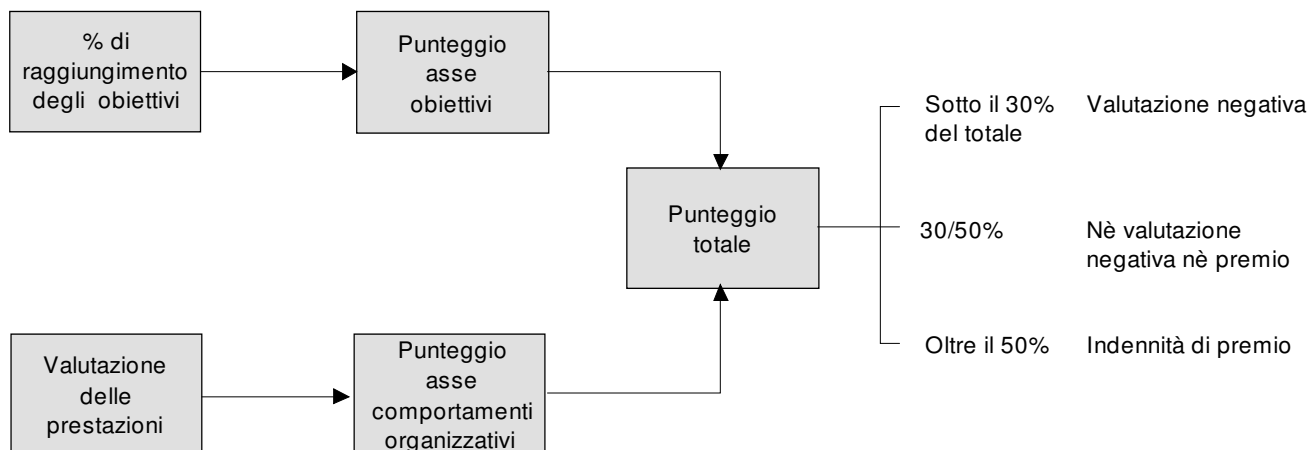 % di
raggiungimento
degli obiettivi
Punteggio
asse
obiettivi
Sotto il 30%
del totale
Valutazione negativa
Punteggio
totale
30/50%
Nè valutazione
negativa nè premio
Oltre il 50%
Indennità di premio
Valutazione
delle
prestazioni
Punteggio
asse
comportamenti
organizzativi